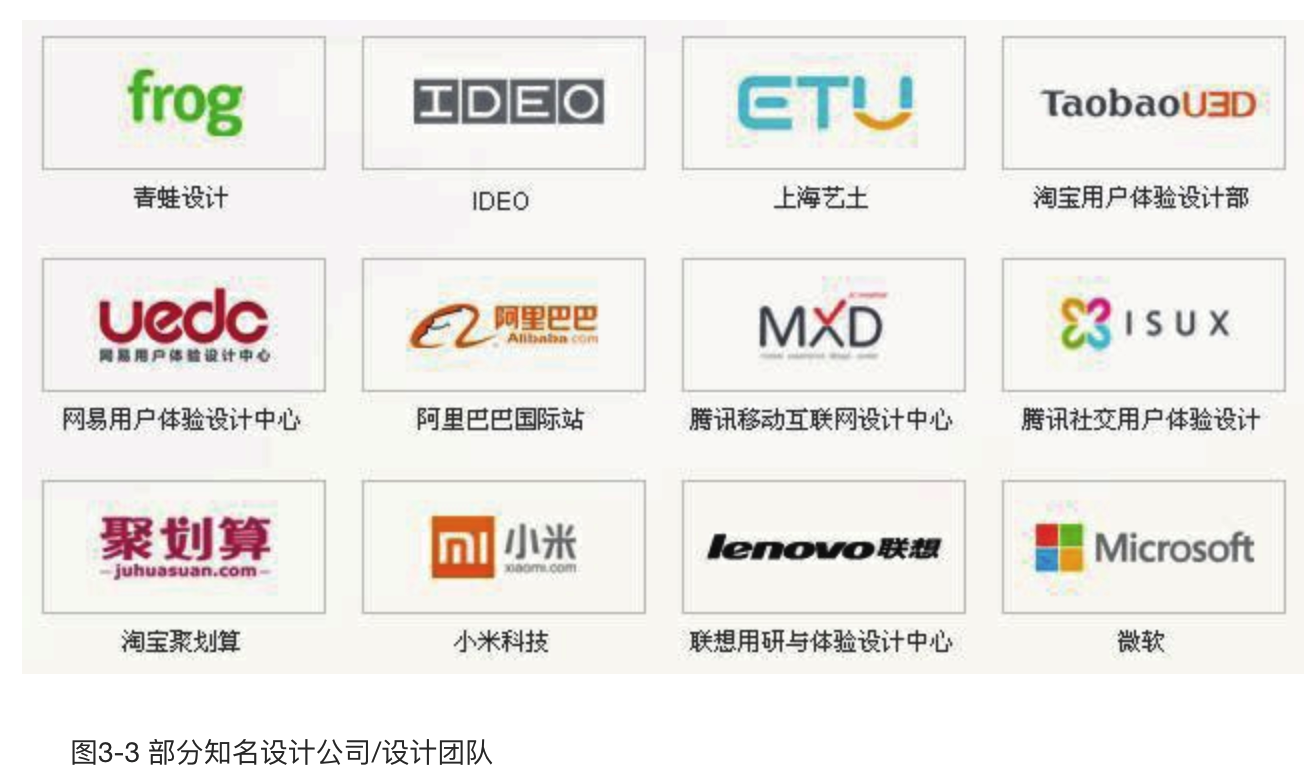 frog
IDEO
ETU
TaobaoUED
青蛙设计
IDEO
上海艺土
淘宝用户体验设计部
uedc
网易用户体验设计中心
阿里巴巴
Alibaba.com
MXD
ISUX
网易用户体验设计中心
阿里巴巴国际站
腾讯移动互联网设计中心
腾讯社交用户体验设计
聚划算
juhuasuan.com
mi
小米
xiaomi.com
lenovo联想
Microsoft
淘宝聚划算
小米科技
联想用研与体验设计中心
微软
图3-3 部分知名设计公司/设计团队